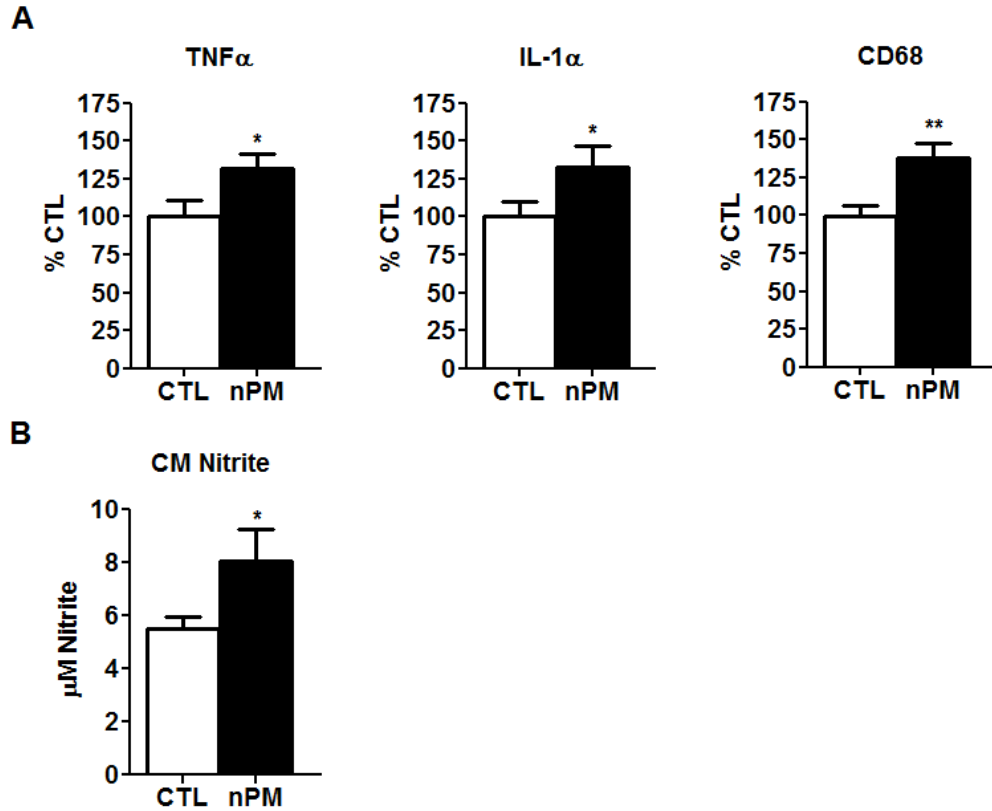 A
TNFα
175
150
125
100
75
50
25
0
% CTL
*
CTL nPM
IL-1α
175
150
125
100
75
50
25
0
% CTL
*
CTL nPM
CD68
175
150
125
100
75
50
25
0
% CTL
**
CTL nPM
B
CM Nitrite
10
8
6
4
2
0
µM Nitrite
*
CTL nPM